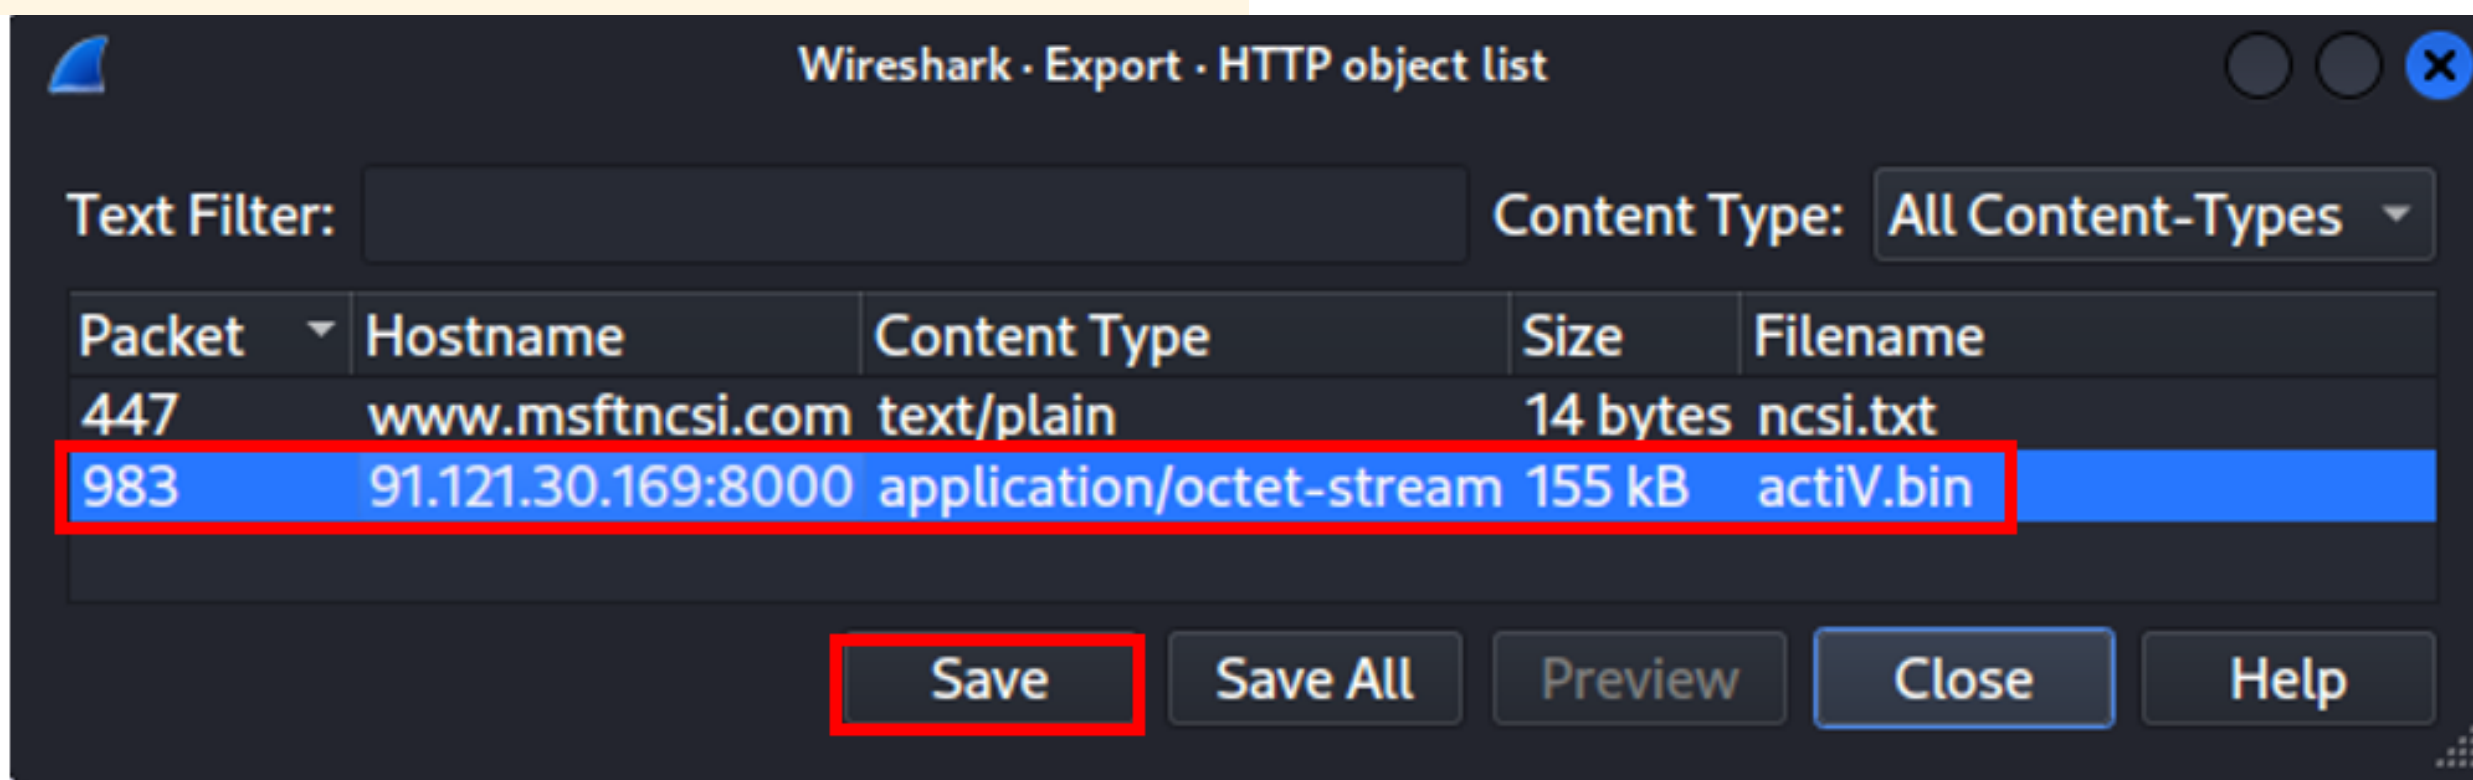 Wireshark · Export · HTTP object list
Text Filter: Content Type: All Content-Types
Packet Hostname Content Type Size Filename
447 www.msftncsi.com text/plain 14 bytes ncsi.txt
983 91.121.30.169:8000 application/octet-stream 155 kB actiV.bin
Save Save All Preview Close Help